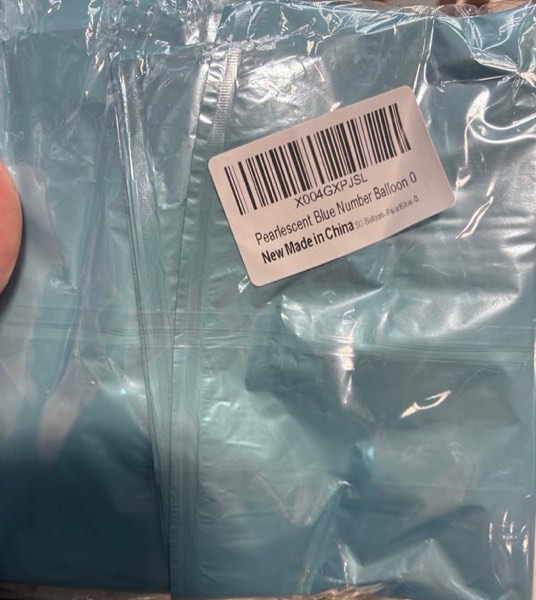 X004GXPJSL
Pearlescent Blue Number Balloon 0
New Made in China